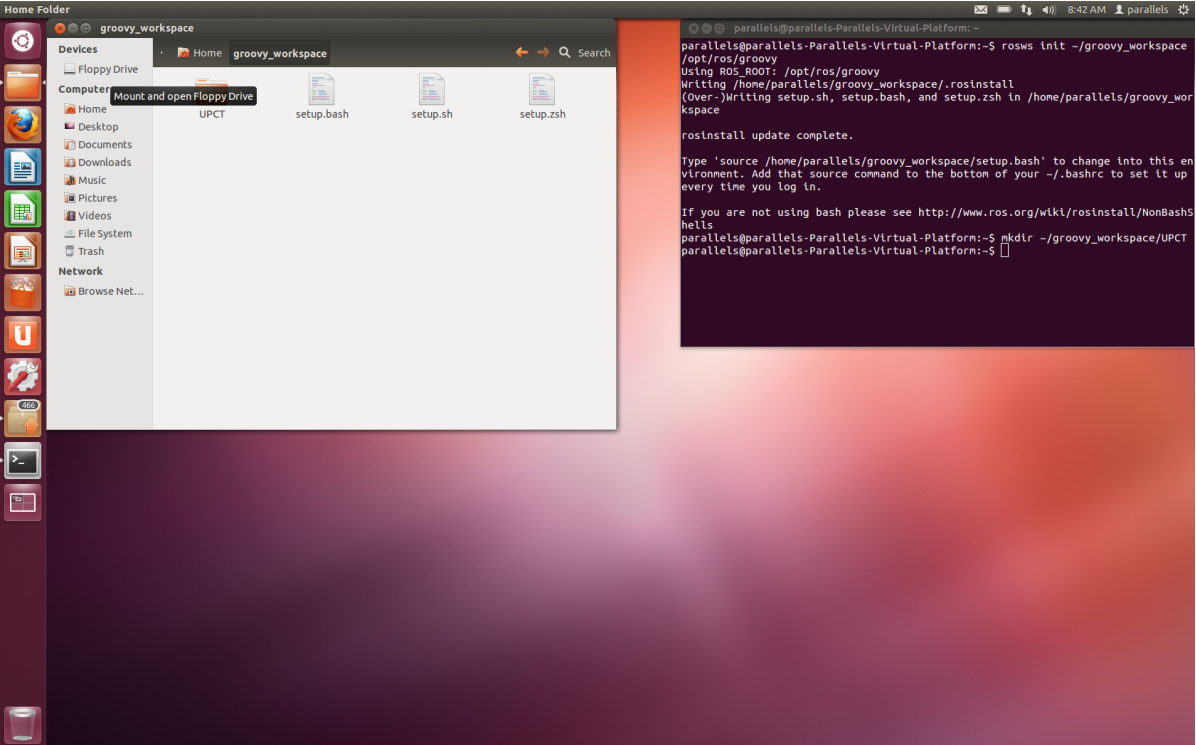 Home Folder
8:42 AM
parallels
groovy_workspace
Devices
Floppy Drive
Computer
Home
Desktop
Documents
Downloads
Music
Pictures
Videos
File System
Trash
Network
Browse Net...
Home
groovy_workspace
Search
Mount and open Floppy Drive
UPCT
setup.bash
setup.sh
setup.zsh
466
parallels@parallels-Parallels-Virtual-Platform: ~
parallels@parallels-Parallels-Virtual-Platform:~$ rosws init ~/groovy_workspace
/opt/ros/groovy
Using ROS_ROOT: /opt/ros/groovy
Writing /home/parallels/groovy_workspace/.rosinstall
(Over-)Writing setup.sh, setup.bash, and setup.zsh in /home/parallels/groovy_wor
kspace
rosinstall update complete.
Type 'source /home/parallels/groovy_workspace/setup.bash' to change into this en
vironment. Add that source command to the bottom of your ~/.bashrc to set it up
every time you log in.
If you are not using bash please see http://www.ros.org/wiki/rosinstall/NonBashS
hells
parallels@parallels-Parallels-Virtual-Platform:~$ mkdir ~/groovy_workspace/UPCT
parallels@parallels-Parallels-Virtual-Platform:~$